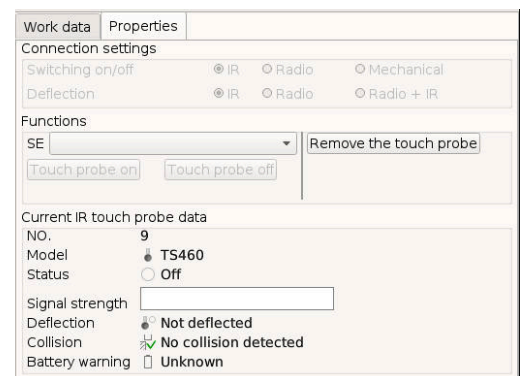 Work data Properties
Connection settings
Switching on/off IR Radio Mechanical
Deflection IR Radio Radio + IR
Functions
SE Remove the touch probe
Touch probe on Touch probe off
Current IR touch probe data
NO. 9
Model TS460
Status Off
Signal strength
Deflection Not deflected
Collision No collision detected
Battery warning Unknown